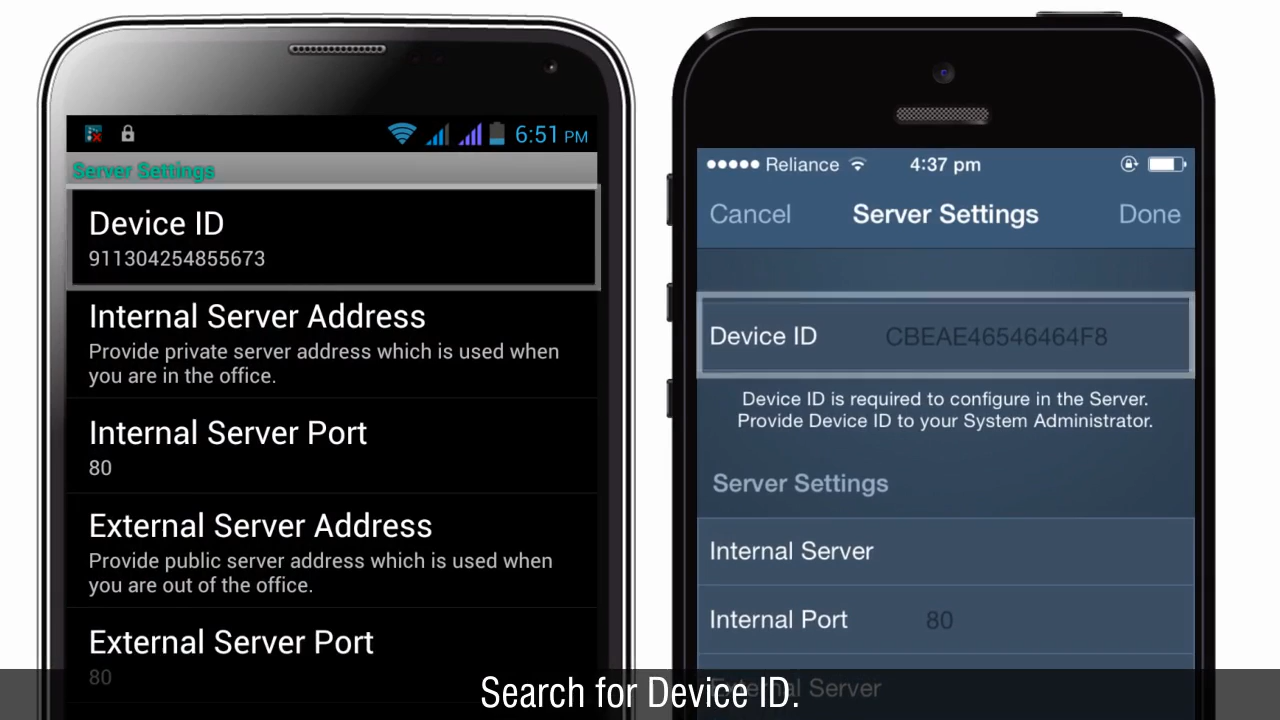 6:51 PM
Server Settings
Device ID
911304254855673
Internal Server Address
Provide private server address which is used when
you are in the office.
Internal Server Port
80
External Server Address
Provide public server address which is used when
you are out of the office.
External Server Port
80
Reliance 4:37 pm
Cancel Server Settings Done
Device ID CBEAE46546464F8
Device ID is required to configure in the Server.
Provide Device ID to your System Administrator.
Server Settings
Internal Server
Internal Port 80
External Server
Search for Device ID.